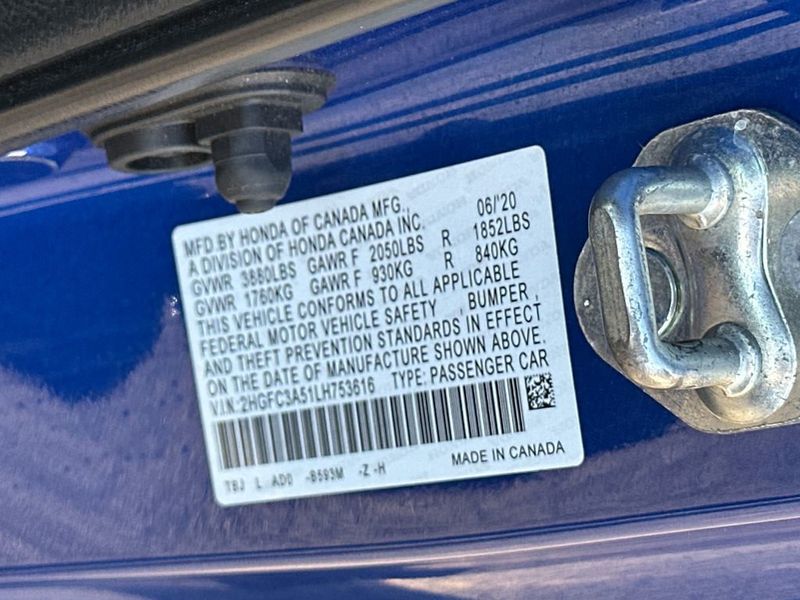 MFD.BY HONDA OF CANADA MFG., 06/'20
A DIVISION OF HONDA CANADA INC.
GVWR 3880LBS GAWR F 2050LBS R 1852LBS
GVWR 1760KG GAWR F 930KG R 840KG
THIS VEHICLE CONFORMS TO ALL APPLICABLE
FEDERAL MOTOR VEHICLE SAFETY , BUMPER ,
AND THEFT PREVENTION STANDARDS IN EFFECT
ON THE DATE OF MANUFACTURE SHOWN ABOVE.
V.I.N:2HGFC3A51LH753616 TYPE: PASSENGER CAR
TBJ L AD0 -B593M -Z -H MADE IN CANADA